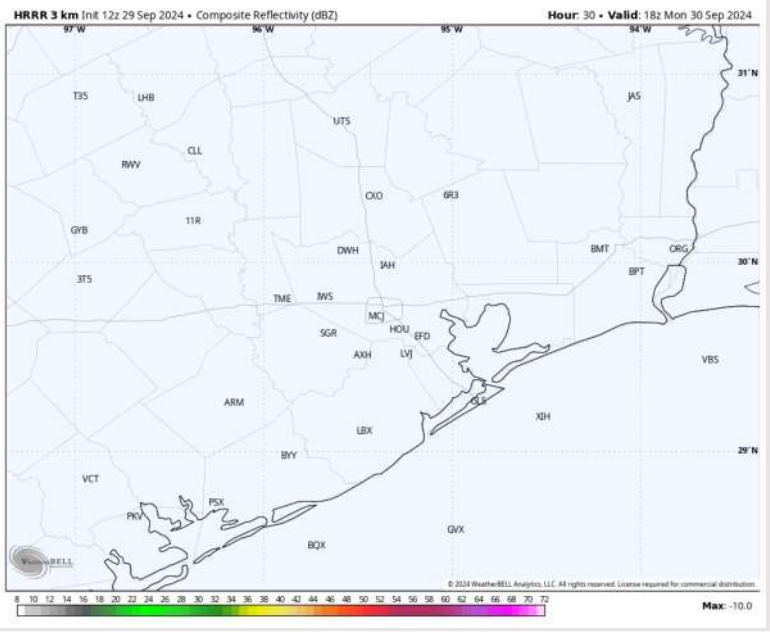 HRRR 3 km Init 12z 29 Sep 2024 • Composite Reflectivity (dBZ) Hour: 30 • Valid: 18z Mon 30 Sep 2024
97°W 96°W 95°W 94°W
31°N
T35 LHB JAS
UTS
CLL
RWV
CXO 6R3
11R
GYB
DWH BMT ORG
IAH 30°N
BPT
3T5
TME IWS
MCJ
HOU
SGR EFD
AXH LVJ
VBS
ARM GLS
XIH
LBX
BYY 29°N
VCT
PSX
PKV
GVX
BQX
WeatherBELL
© 2024 WeatherBELL Analytics, LLC. All rights reserved. License required for commercial distribution.
8 10 12 14 16 18 20 22 24 26 28 30 32 34 36 38 40 42 44 46 48 50 52 54 56 58 60 62 64 66 68 70 72
Max: -10.0